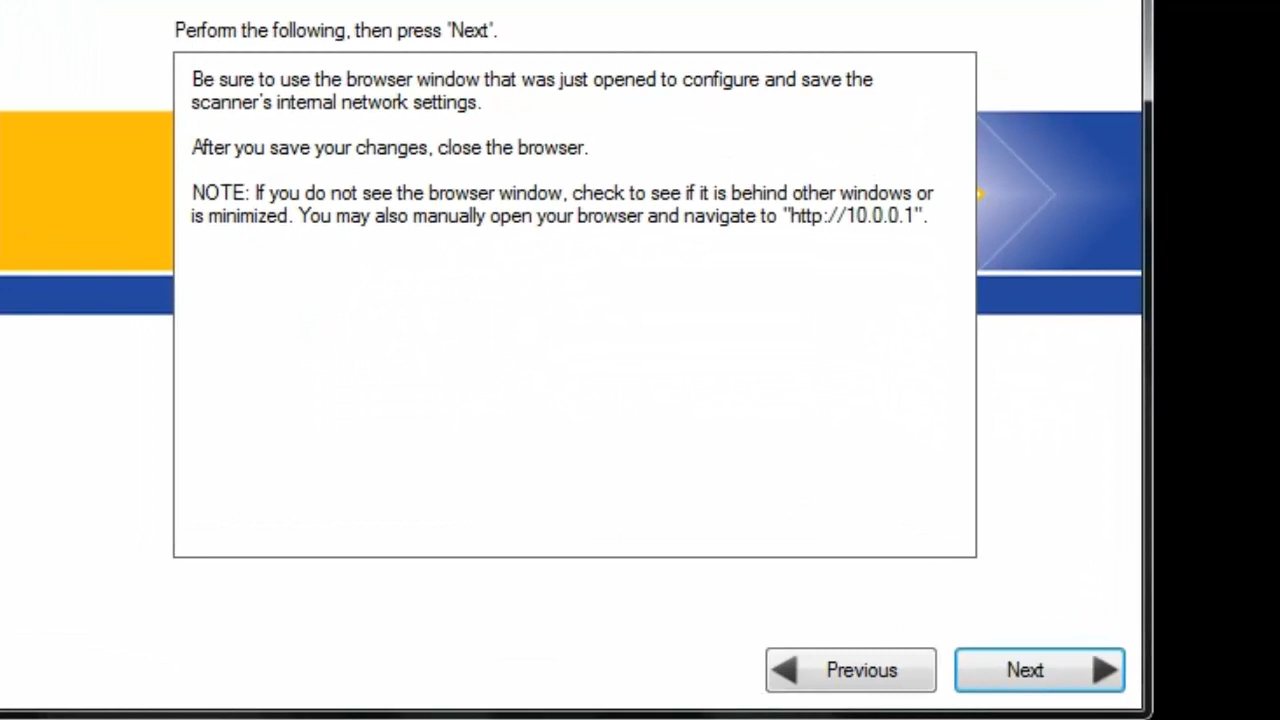 Perform the following, then press 'Next'.
Be sure to use the browser window that was just opened to configure and save the
scanner's internal network settings.
After you save your changes, close the browser.
NOTE: If you do not see the browser window, check to see if it is behind other windows or
is minimized. You may also manually open your browser and navigate to "http://10.0.0.1".
Previous
Next